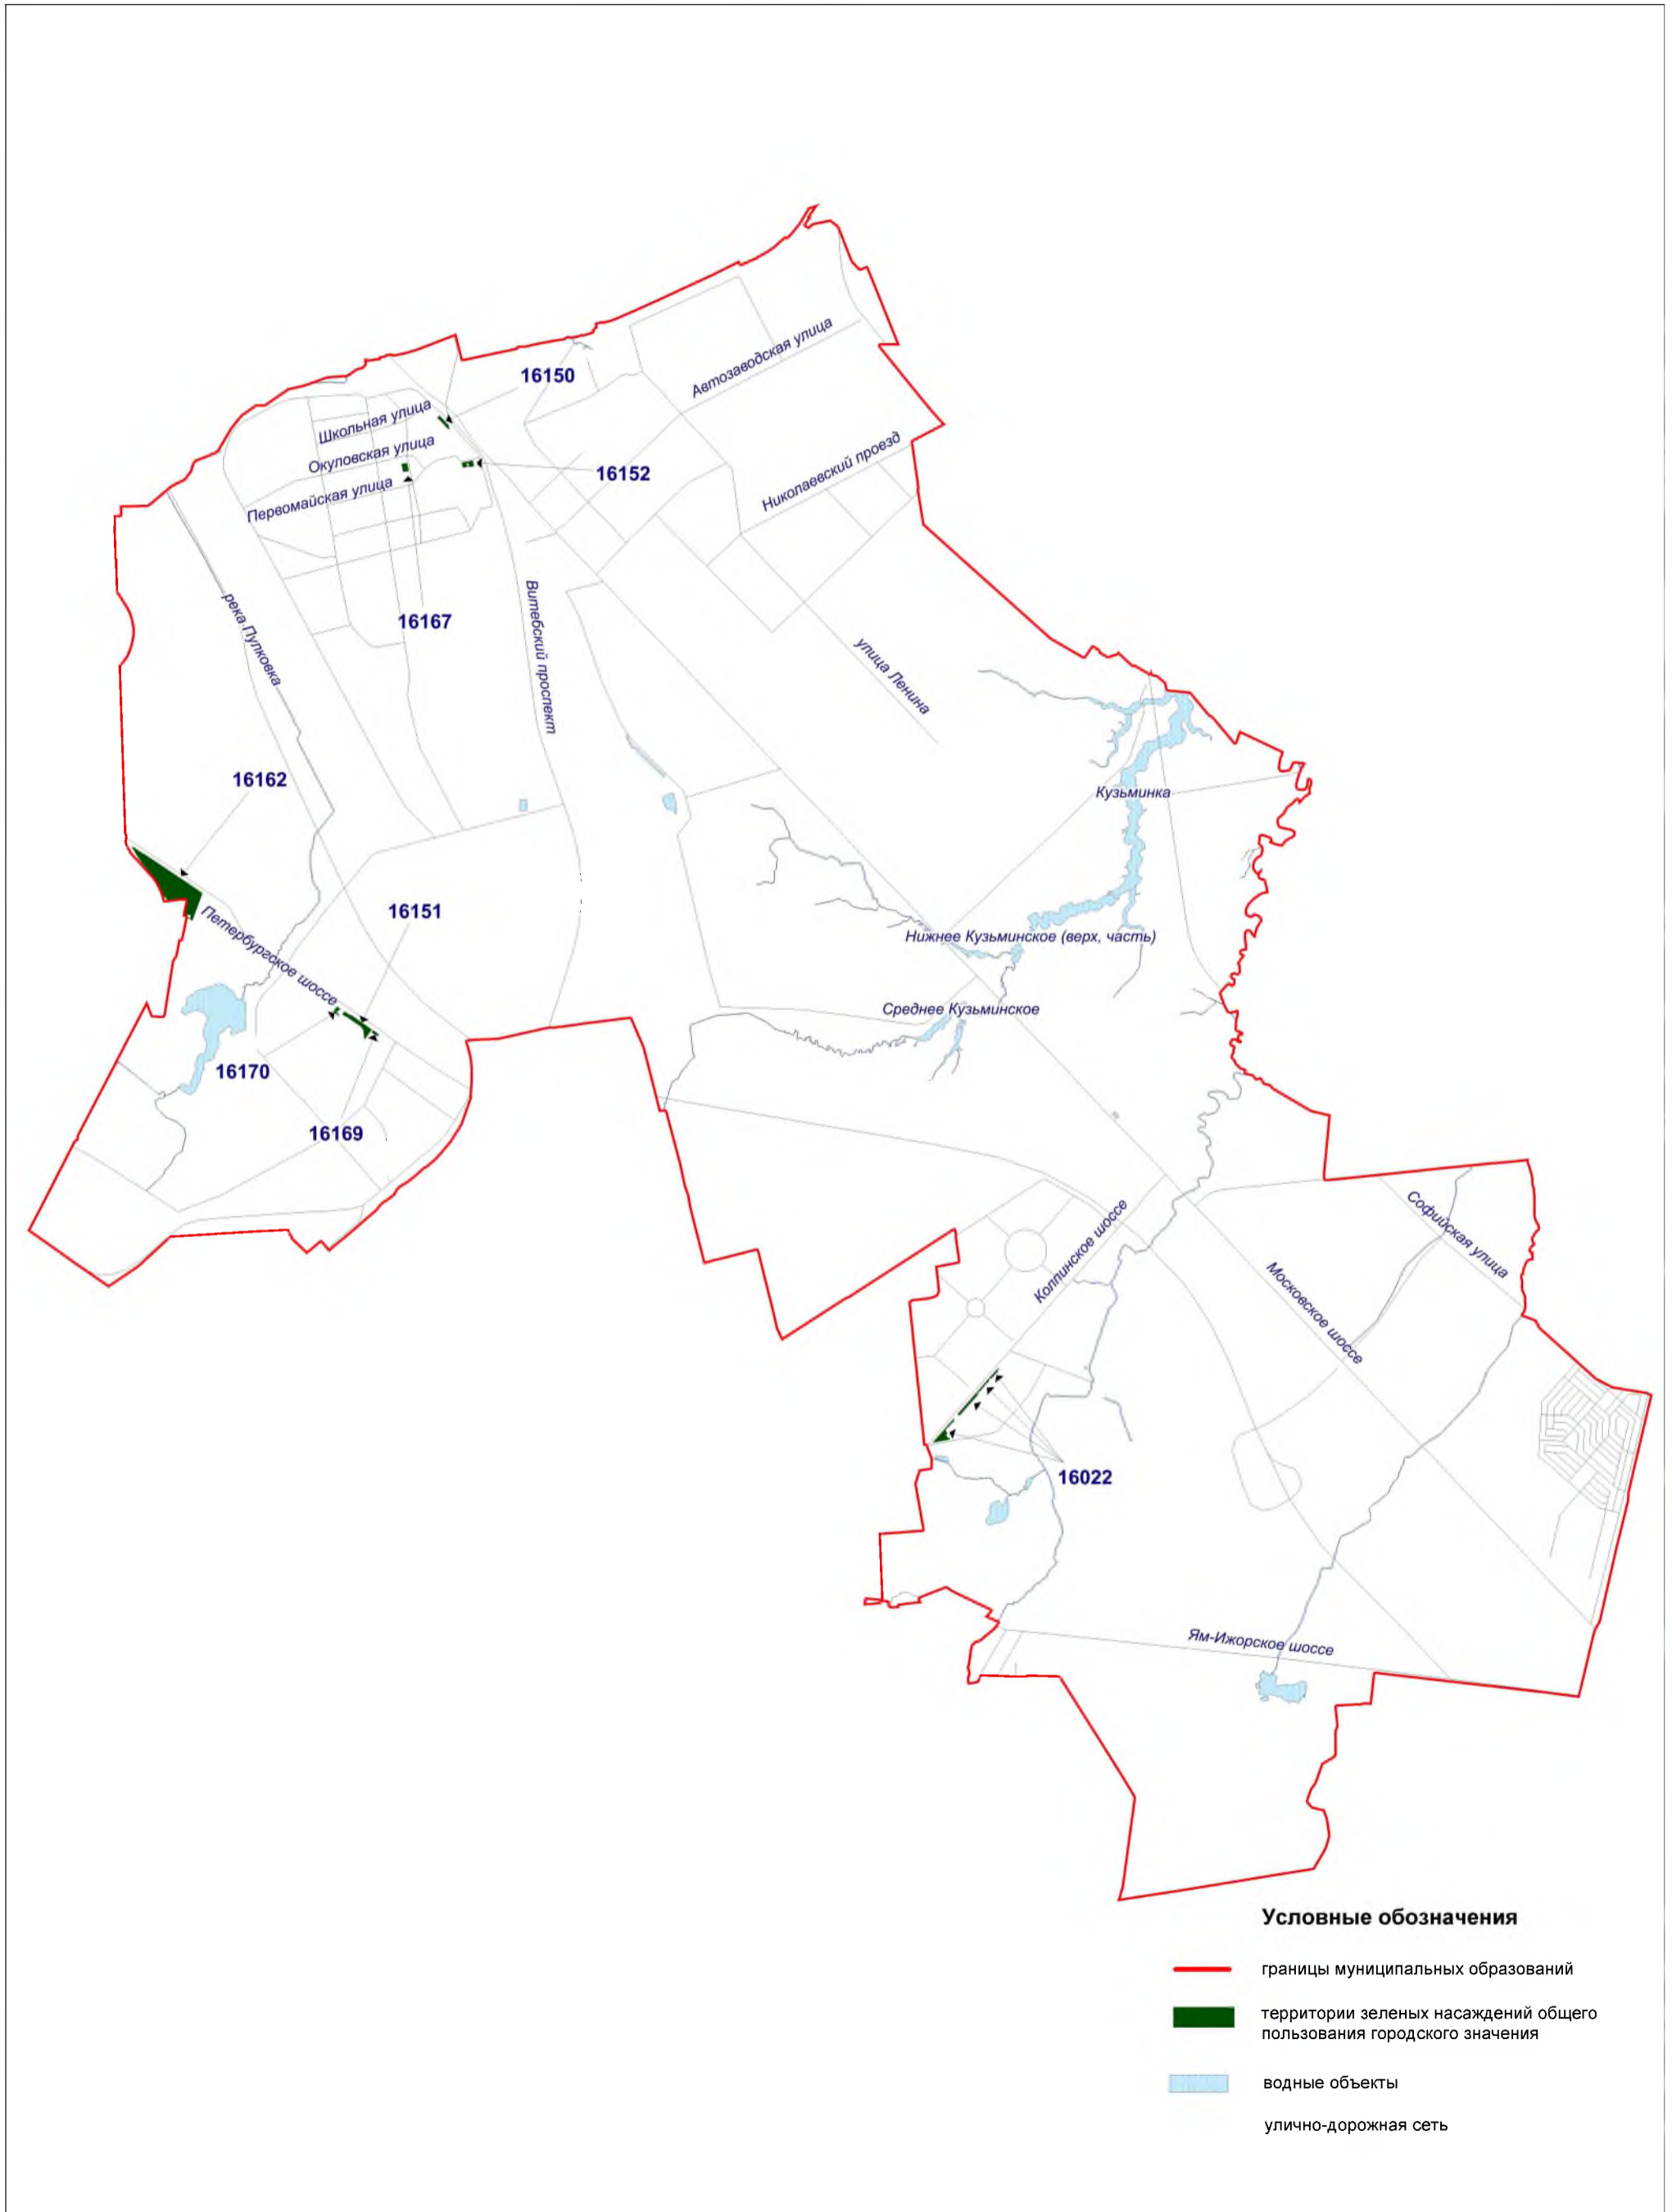 16150
Автозаводская улица
Школьная улица
Окуловская улица
16152
Николаевский проезд
Первомайская улица
река Пулковка
Витебский проспект
16167
улица Ленина
16162
Кузьминка
16151
Петербургское шоссе
Нижнее Кузьминское (верх, часть)
Среднее Кузьминское
16170
16169
Колпинское шоссе
Софийская улица
Московское шоссе
16022
Ям-Ижорское шоссе
Условные обозначения
границы муниципальных образований
территории зеленых насаждений общего
пользования городского значения
водные объекты
улично-дорожная сеть